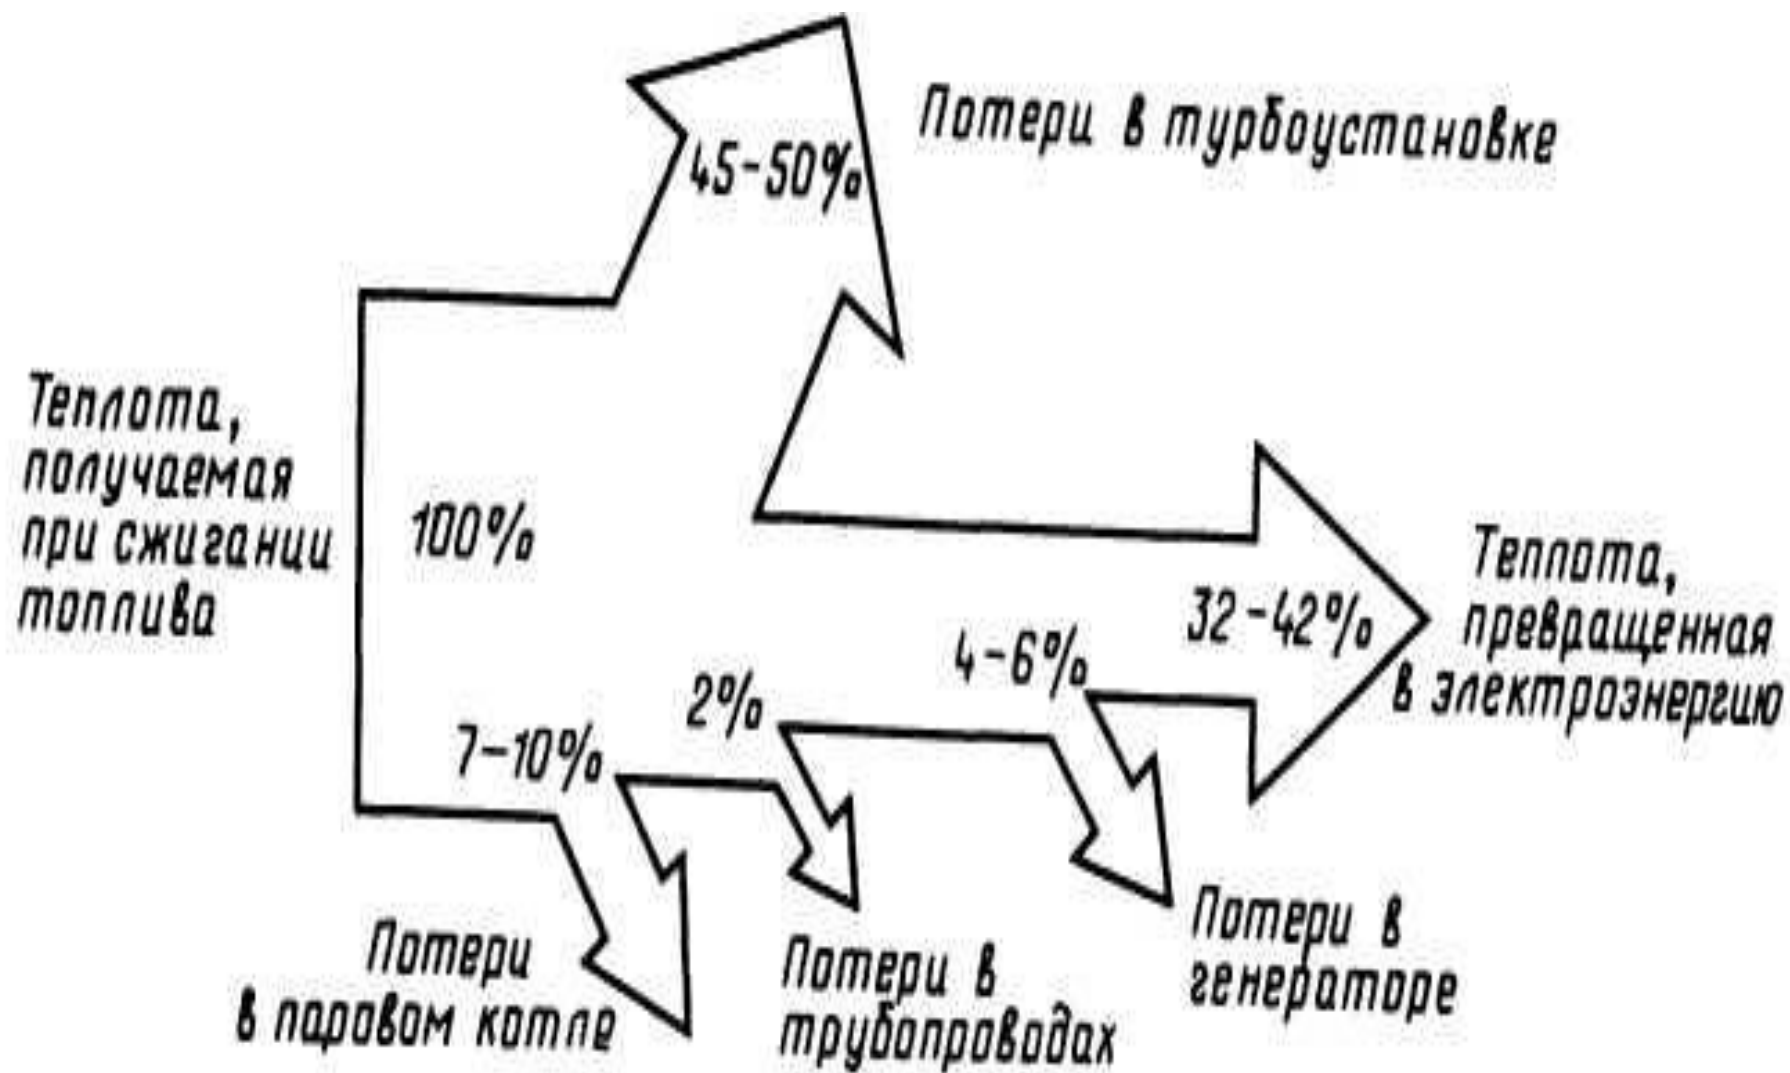 Потери в турбоустановке
45-50%
Теплота,
получаемая
при сжигании
топлива
100%
Теплота,
превращенная
в электроэнергию
32-42%
4-6%
2%
7-10%
Потери
в паровом котле
Потери в
трубопроводах
Потери в
генераторе